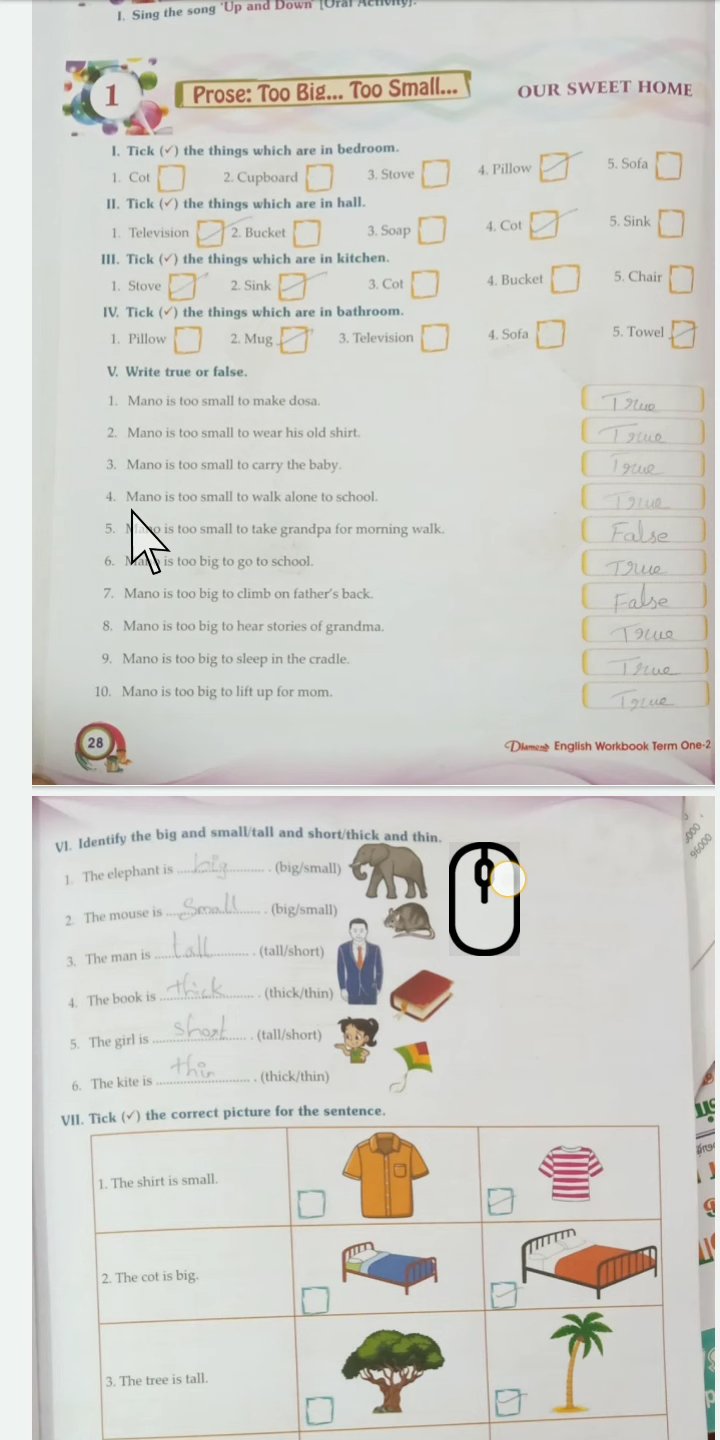 I. Sing the song 'Up and Down' [Oral Activity].
1 Prose: Too Big... Too Small... OUR SWEET HOME
I. Tick (✓) the things which are in bedroom.
1. Cot 2. Cupboard 3. Stove 4. Pillow 5. Sofa
II. Tick (✓) the things which are in hall.
1. Television 2. Bucket 3. Soap 4. Cot 5. Sink
III. Tick (✓) the things which are in kitchen.
1. Stove 2. Sink 3. Cot 4. Bucket 5. Chair
IV. Tick (✓) the things which are in bathroom.
1. Pillow 2. Mug 3. Television 4. Sofa 5. Towel
V. Write true or false.
1. Mano is too small to make dosa. True
2. Mano is too small to wear his old shirt. True
3. Mano is too small to carry the baby. True
4. Mano is too small to walk alone to school. True
5. Mano is too small to take grandpa for morning walk. False
6. Mano is too big to go to school. True
7. Mano is too big to climb on father's back. False
8. Mano is too big to hear stories of grandma. True
9. Mano is too big to sleep in the cradle. True
10. Mano is too big to lift up for mom. True
28 Diamond English Workbook Term One-2
VI. Identify the big and small/tall and short/thick and thin.
1. The elephant is big. (big/small)
2. The mouse is small. (big/small)
3. The man is tall. (tall/short)
4. The book is thick. (thick/thin)
5. The girl is short. (tall/short)
6. The kite is thin. (thick/thin)
VII. Tick (✓) the correct picture for the sentence.
1. The shirt is small.
2. The cot is big.
3. The tree is tall.
96000